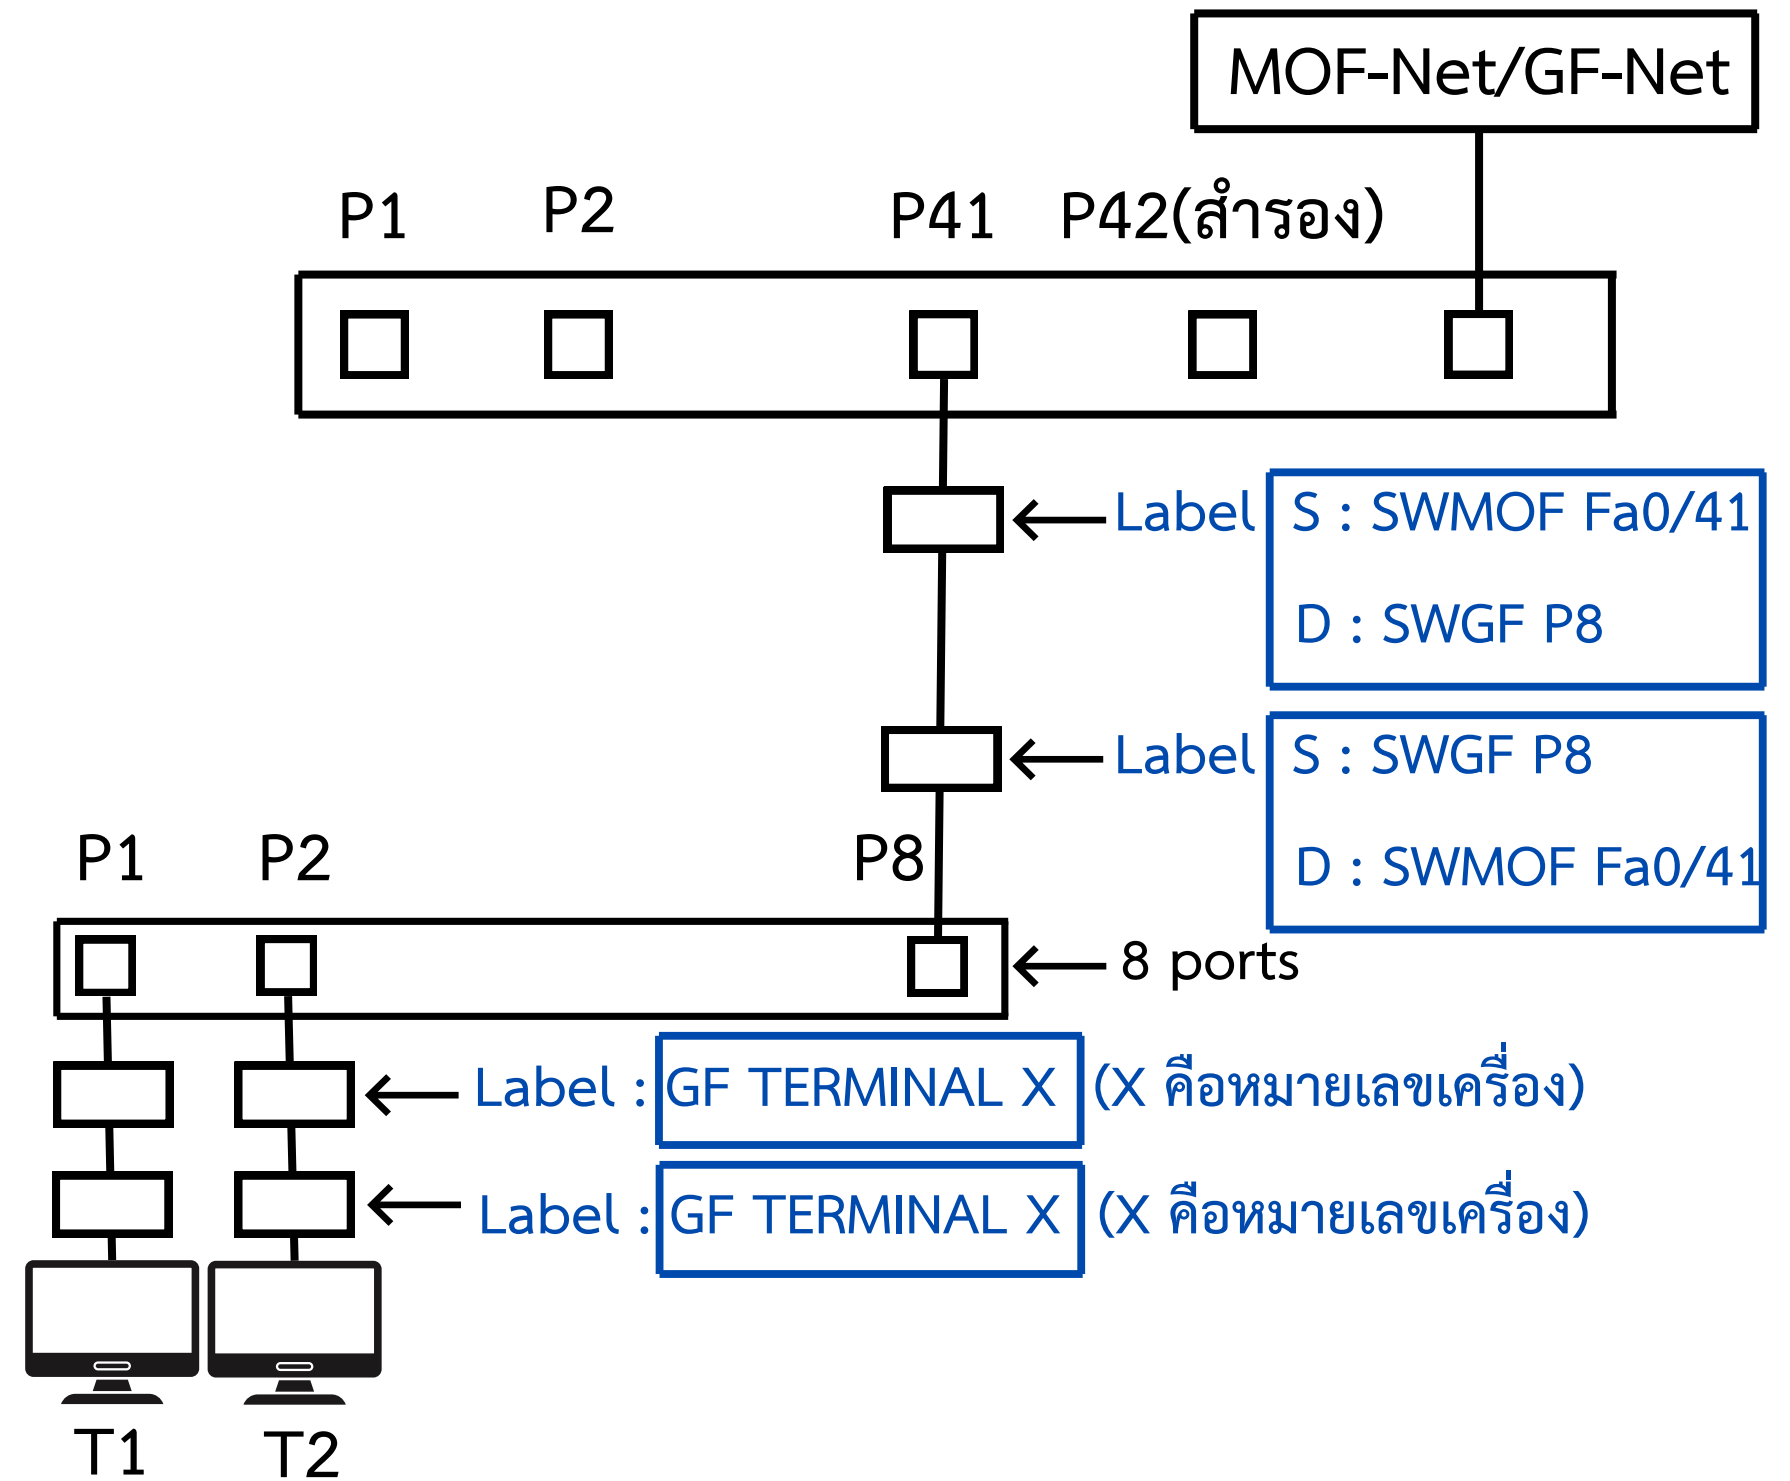 MOF-Net/GF-Net
P1 P2 P41 P42(สำรอง)
Label S : SWMOF Fa0/41
D : SWGF P8
Label S : SWGF P8
D : SWMOF Fa0/41
P1 P2 P8
8 ports
Label : GF TERMINAL X (X คือหมายเลขเครื่อง)
Label : GF TERMINAL X (X คือหมายเลขเครื่อง)
T1 T2